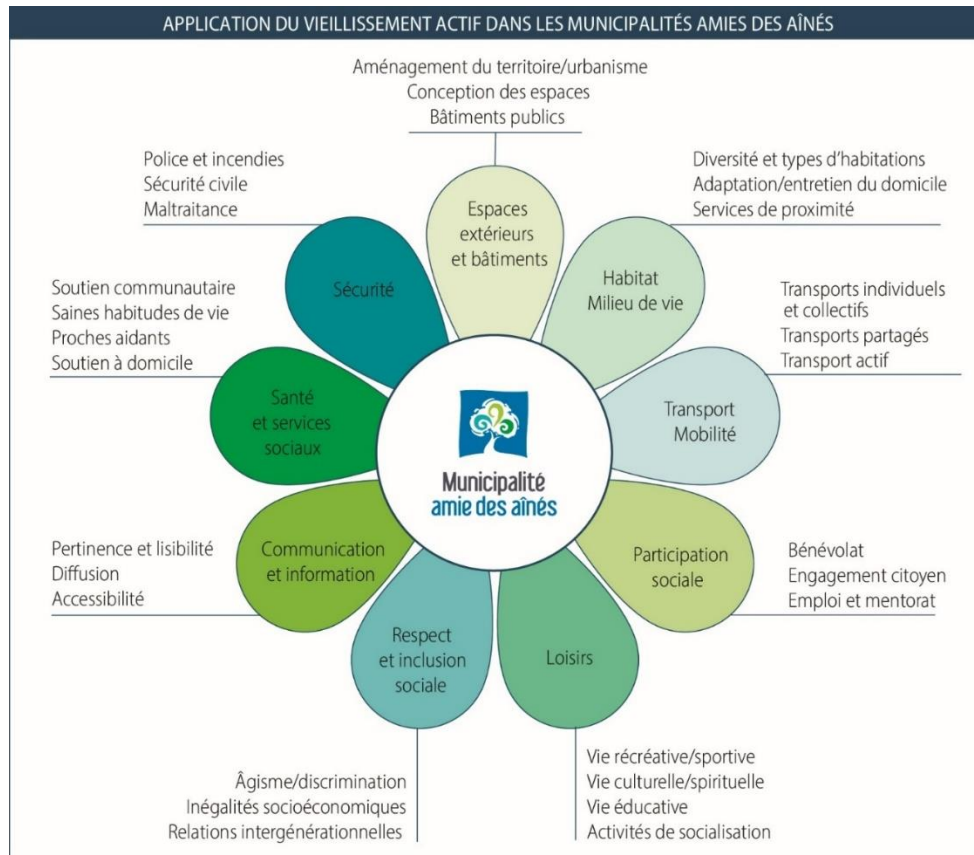 APPLICATION DU VIEILLISSEMENT ACTIF DANS LES MUNICIPALITÉS AMIES DES AÎNÉS
Aménagement du territoire/urbanisme
Conception des espaces
Bâtiments publics
Espaces
extérieurs
et bâtiments
Diversité et types d'habitations
Adaptation/entretien du domicile
Services de proximité
Habitat
Milieu de vie
Transports individuels
et collectifs
Transports partagés
Transport actif
Transport
Mobilité
Participation
sociale
Bénévolat
Engagement citoyen
Emploi et mentorat
Loisirs
Vie récréative/sportive
Vie culturelle/spirituelle
Vie éducative
Activités de socialisation
Respect
et inclusion
sociale
Âgisme/discrimination
Inégalités socioéconomiques
Relations intergénérationnelles
Communication
et information
Pertinence et lisibilité
Diffusion
Accessibilité
Santé
et services
sociaux
Soutien communautaire
Saines habitudes de vie
Proches aidants
Soutien à domicile
Sécurité
Police et incendies
Sécurité civile
Maltraitance
Municipalité
amie des aînés